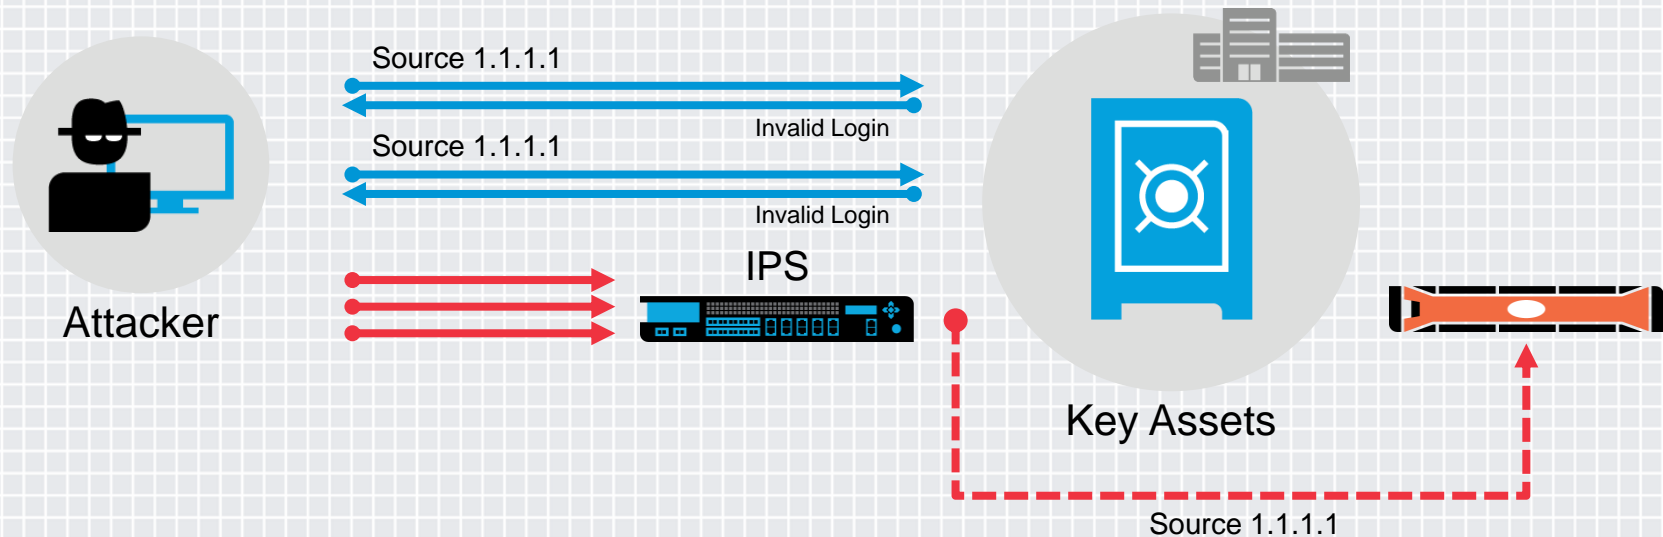 Source 1.1.1.1
Invalid Login
Source 1.1.1.1
Invalid Login
IPS
Attacker
Key Assets
Source 1.1.1.1